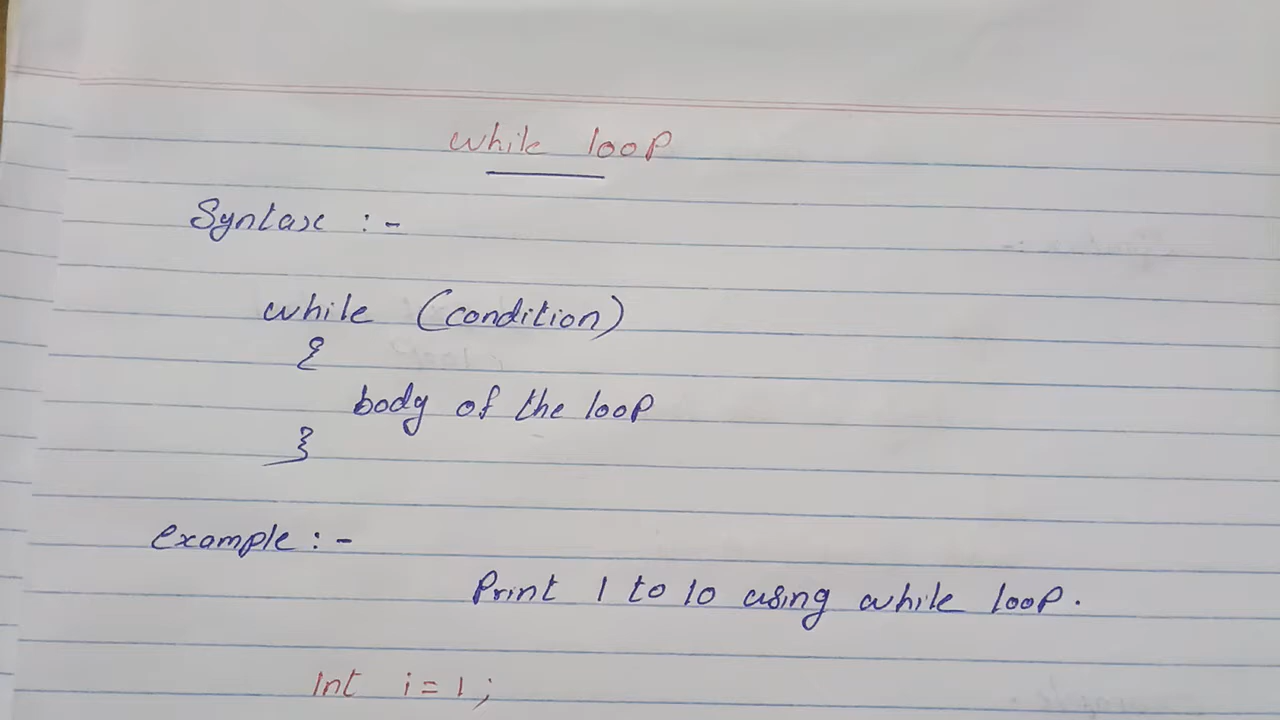 while loop
Syntax :-
while (condition)
{
body of the loop
}
example :-
Print 1 to 10 using while loop.
int i = 1 ;